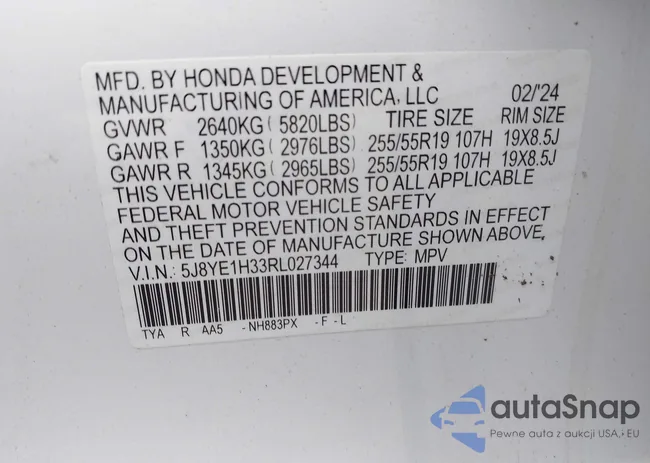 MFD. BY HONDA DEVELOPMENT &
MANUFACTURING OF AMERICA, LLC 02/'24
GVWR 2640KG (5820LBS) TIRE SIZE RIM SIZE
GAWR F 1350KG (2976LBS) 255/55R19 107H 19X8.5J
GAWR R 1345KG (2965LBS) 255/55R19 107H 19X8.5J
THIS VEHICLE CONFORMS TO ALL APPLICABLE
FEDERAL MOTOR VEHICLE SAFETY
AND THEFT PREVENTION STANDARDS IN EFFECT
ON THE DATE OF MANUFACTURE SHOWN ABOVE.
V.I.N.: 5J8YE1H33RL027344 TYPE: MPV
TYA R AA5 -NH883PX -F-L
autaSnap
Pewne auta z aukcji USA, EU